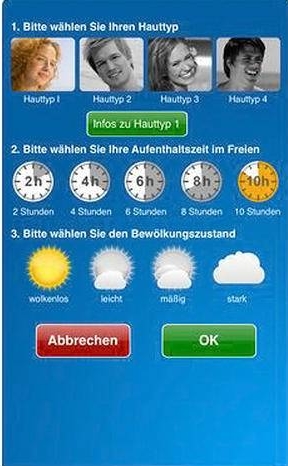 1. Bitte wählen Sie Ihren Hauttyp
Hauttyp I Hauttyp 2 Hauttyp 3 Hauttyp 4
Infos zu Hauttyp 1
2. Bitte wählen Sie Ihre Aufenthaltszeit im Freien
2h 4h 6h 8h 10h
2 Stunden 4 Stunden 6 Stunden 8 Stunden 10 Stunden
3. Bitte wählen Sie den Bewölkungszustand
wolkenlos leicht mäßig stark
Abbrechen OK